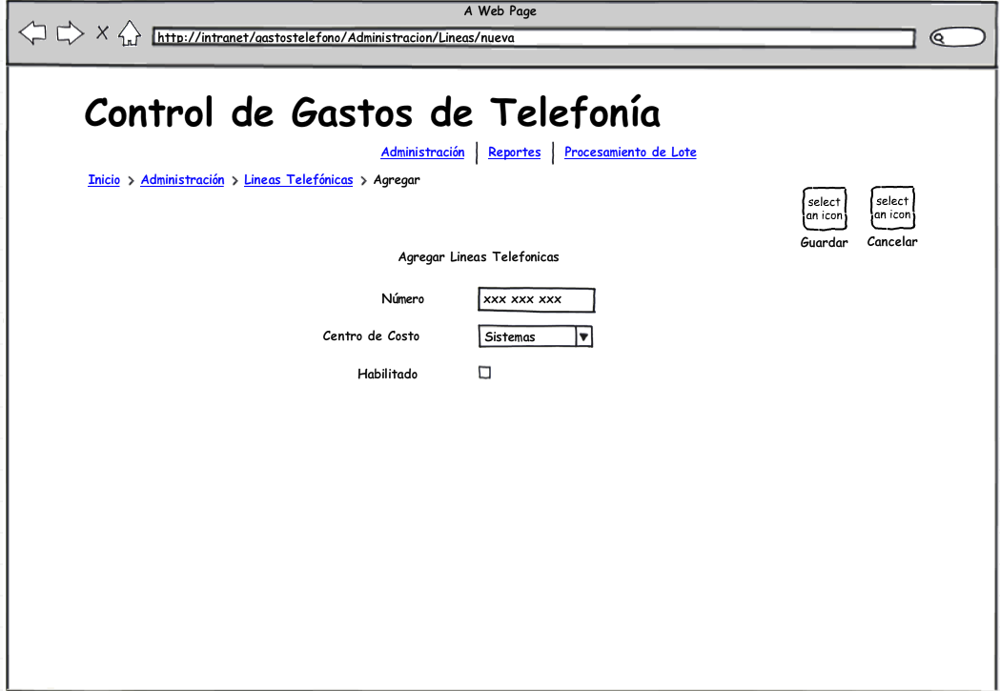 A Web Page
http://intranet/gastostelefono/Administracion/Lineas/nueva
Control de Gastos de Telefonía
Administración | Reportes | Procesamiento de Lote
Inicio > Administración > Lineas Telefónicas > Agregar
select an icon
select an icon
Guardar Cancelar
Agregar Lineas Telefonicas
Número xxx xxx xxx
Centro de Costo Sistemas
Habilitado